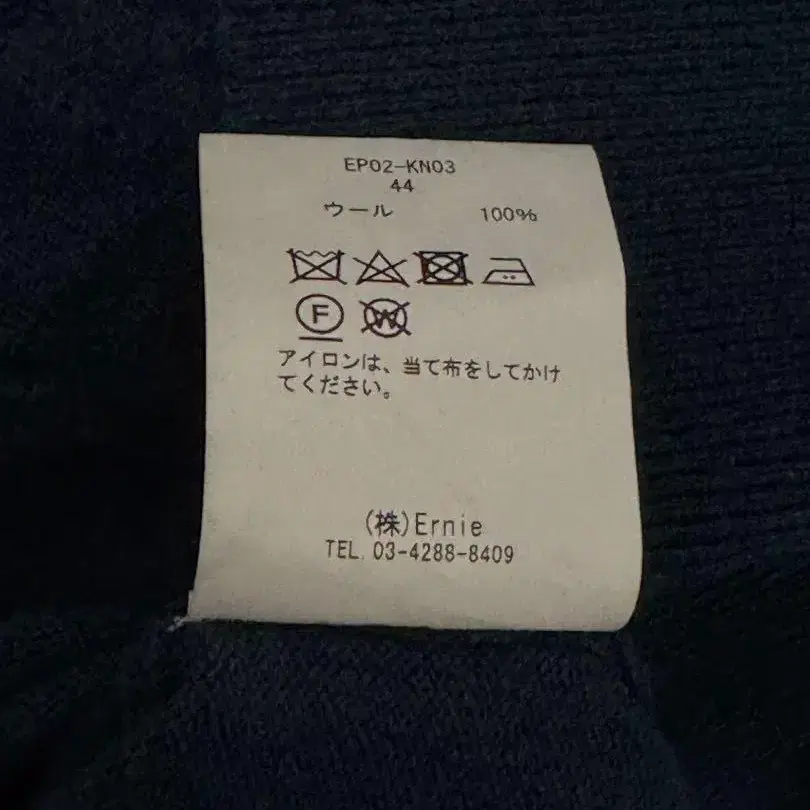 EP02-KN03
44
ウール 100%
F W
アイロンは、当て布をしてかけ
てください。
(株)Ernie
TEL. 03-4288-8409